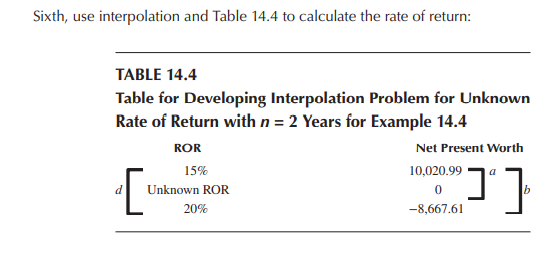 Sixth, use interpolation and Table 14.4 to calculate the rate of return:
TABLE 14.4
Table for Developing Interpolation Problem for Unknown
Rate of Return with n = 2 Years for Example 14.4
ROR Net Present Worth
15% 10,020.99 a
d Unknown ROR 0 b
20% −8,667.61